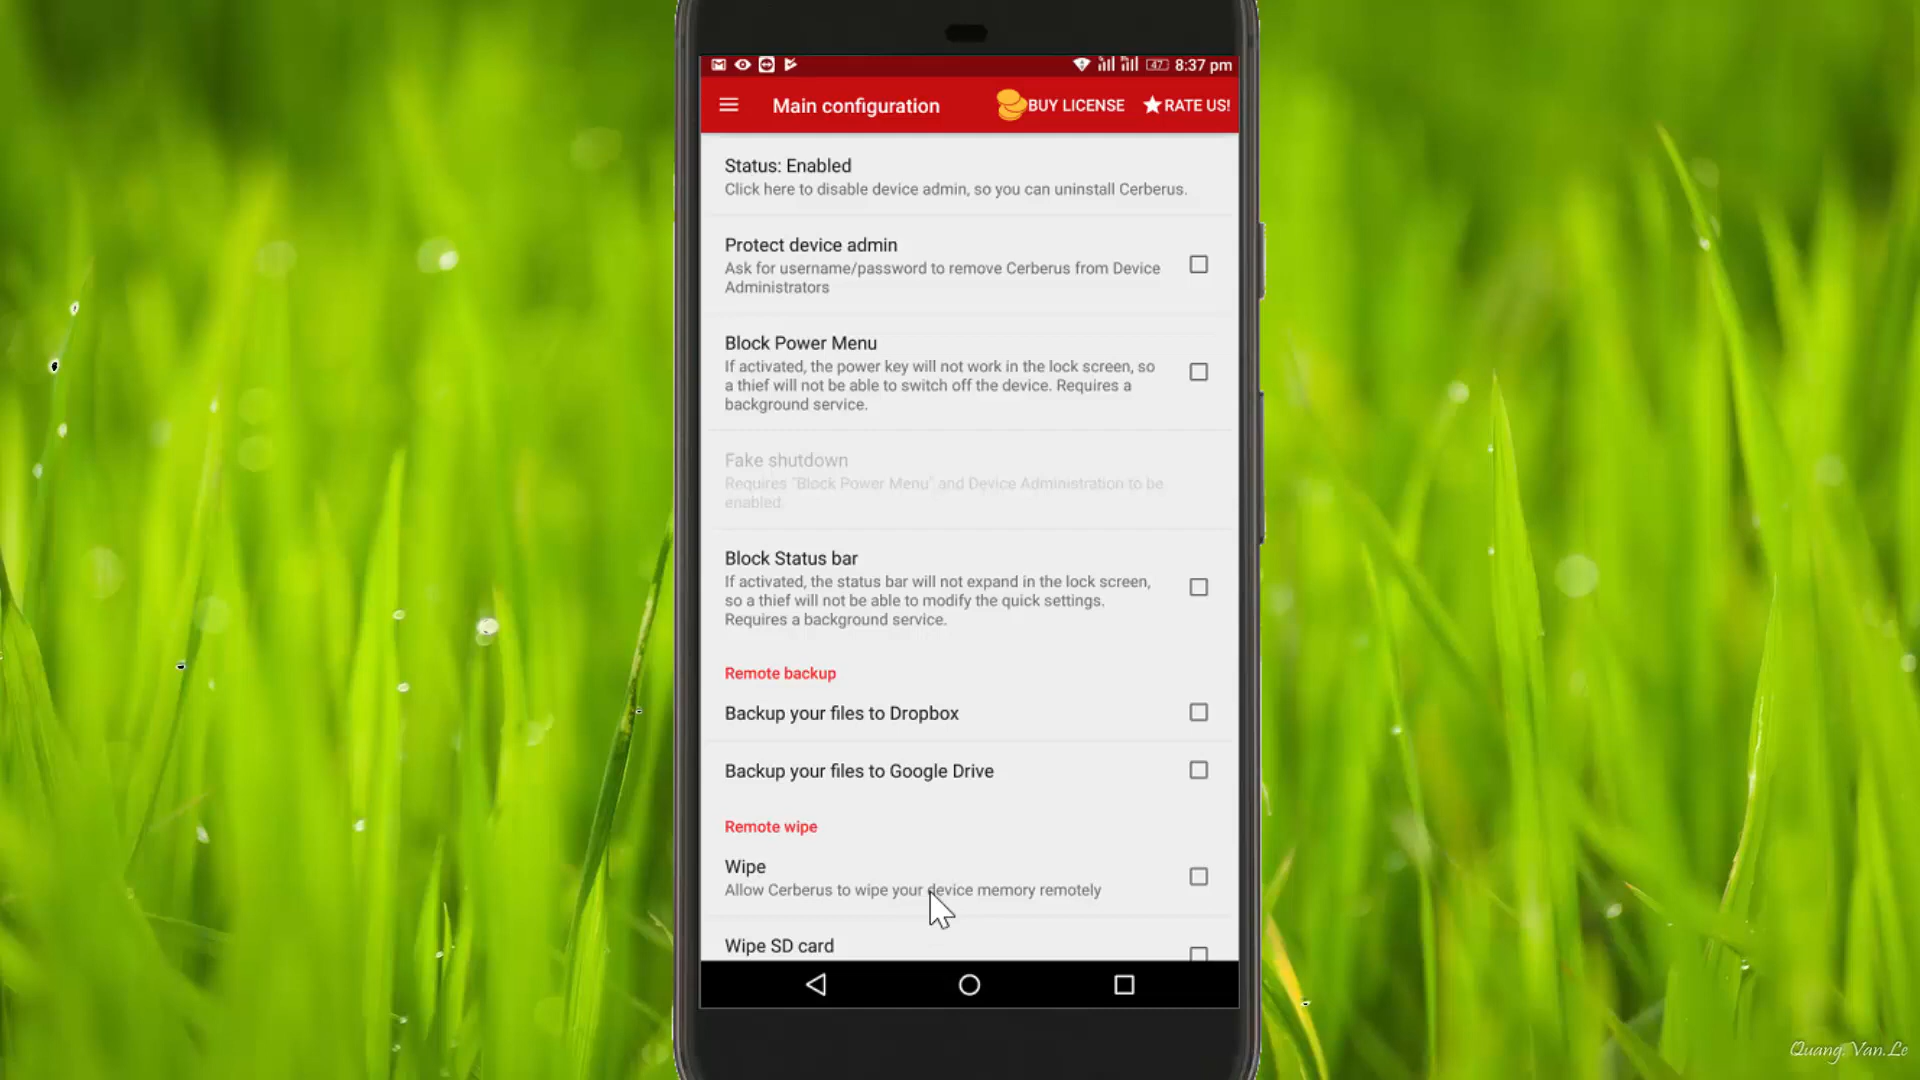 47 8:37 pm
Main configuration BUY LICENSE RATE US!
Status: Enabled
Click here to disable device admin, so you can uninstall Cerberus.
Protect device admin
Ask for username/password to remove Cerberus from Device
Administrators
Block Power Menu
If activated, the power key will not work in the lock screen, so
a thief will not be able to switch off the device. Requires a
background service.
Fake shutdown
Requires "Block Power Menu" and Device Administration to be
enabled.
Block Status bar
If activated, the status bar will not expand in the lock screen,
so a thief will not be able to modify the quick settings.
Requires a background service.
Remote backup
Backup your files to Dropbox
Backup your files to Google Drive
Remote wipe
Wipe
Allow Cerberus to wipe your device memory remotely
Wipe SD card
Quang.Van.Le